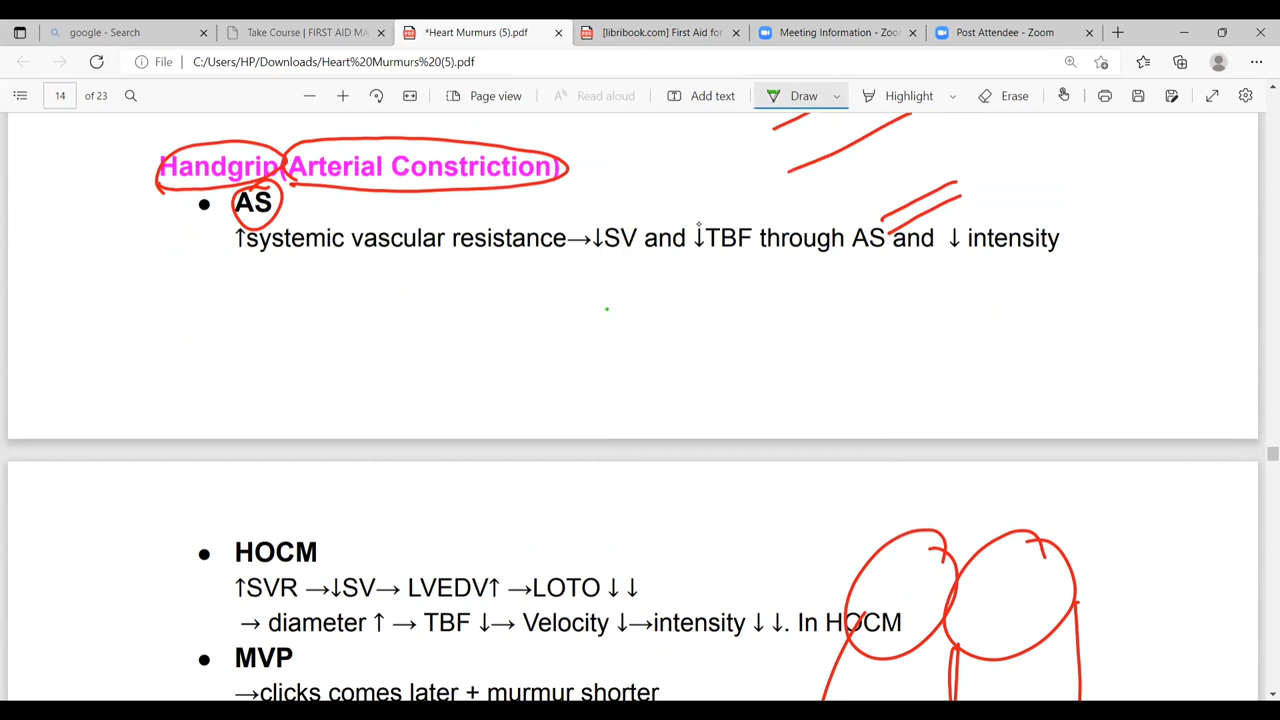 google - Search
Take Course | FIRST AID MA
*Heart Murmurs (5).pdf
[libribook.com] First Aid for
Meeting Information - Zoo
Post Attendee - Zoom
File
C:/Users/HP/Downloads/Heart%20Murmurs%20(5).pdf
14 of 23
Page view
Read aloud
Add text
Draw
Highlight
Erase
Handgrip(Arterial Constriction)
● AS
↑systemic vascular resistance→↓SV and ↓TBF through AS and ↓ intensity
● HOCM
↑SVR →↓SV→ LVEDV↑ →LOTO ↓↓
→ diameter ↑ → TBF ↓→ Velocity ↓→intensity ↓↓. In HOCM
● MVP
→clicks comes later + murmur shorter